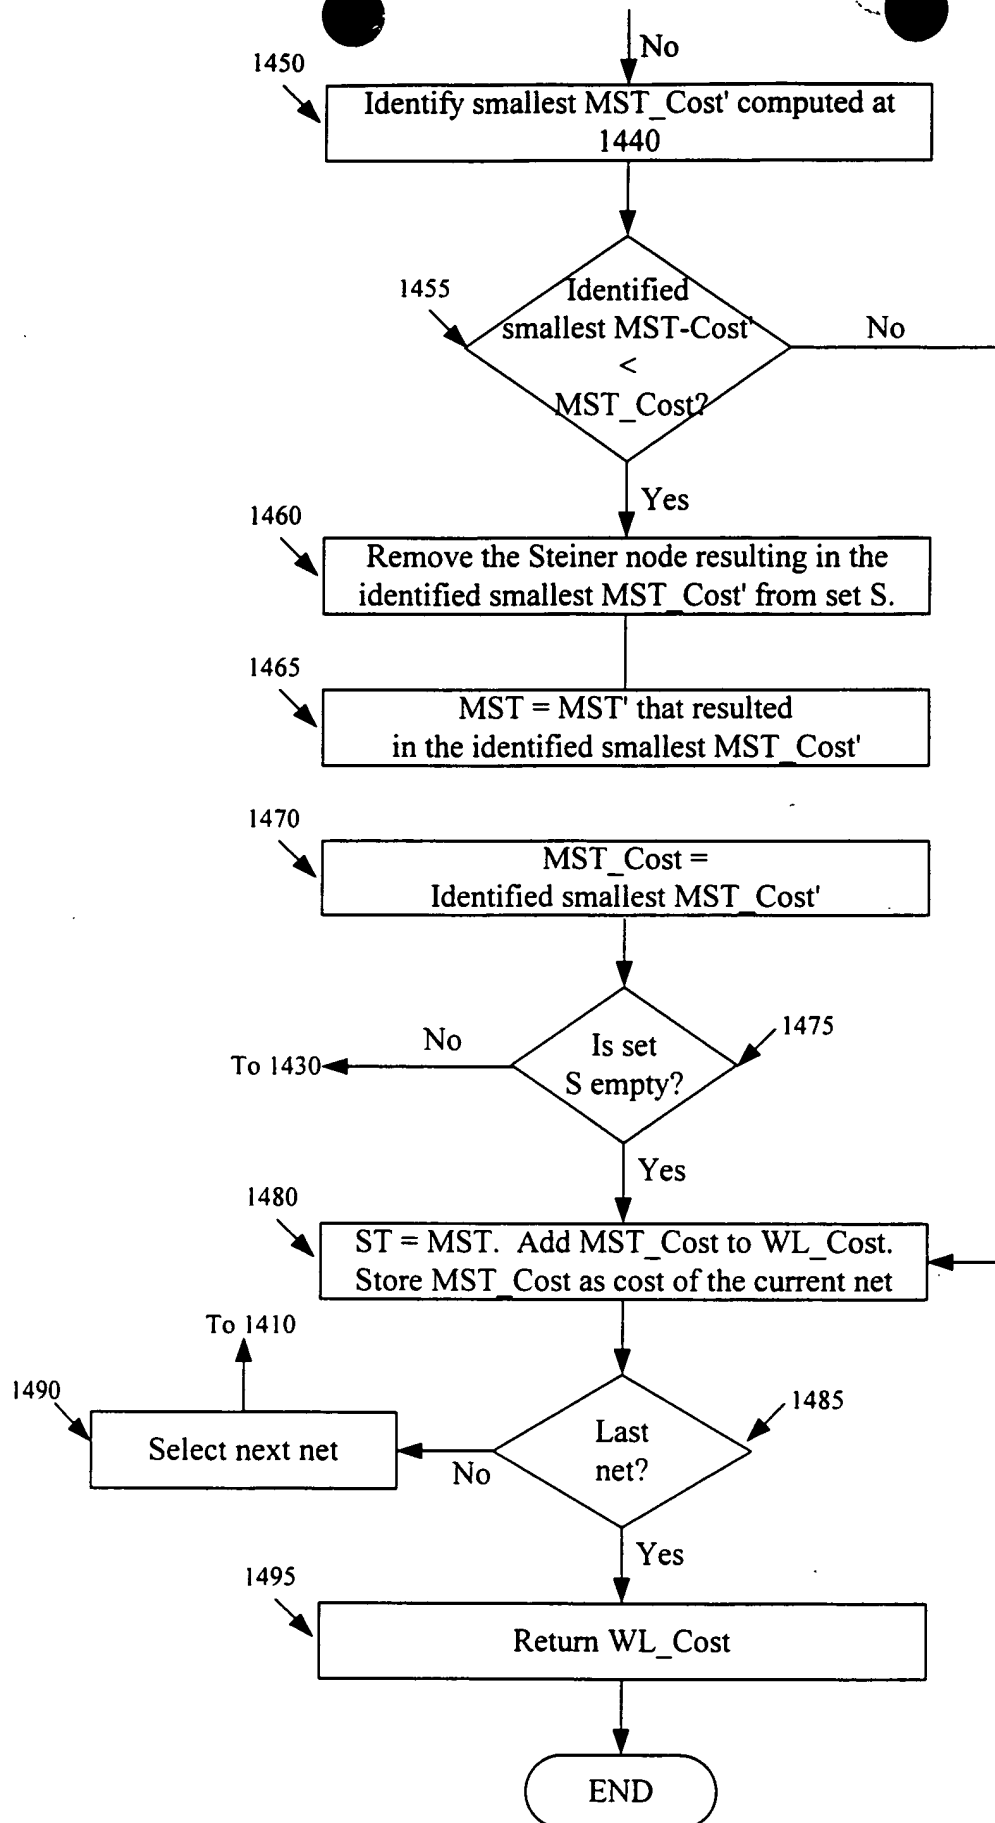 No
1450
Identify smallest MST_Cost' computed at
1440
1455
Identified
smallest MST-Cost'
<
MST_Cost?
No
Yes
1460
Remove the Steiner node resulting in the
identified smallest MST_Cost' from set S.
1465
MST = MST' that resulted
in the identified smallest MST_Cost'
1470
MST_Cost =
Identified smallest MST_Cost'
1475
Is set
S empty?
No
To 1430
Yes
1480
ST = MST. Add MST_Cost to WL_Cost.
Store MST_Cost as cost of the current net
To 1410
1490
Select next net
1485
Last
net?
No
Yes
1495
Return WL_Cost
END